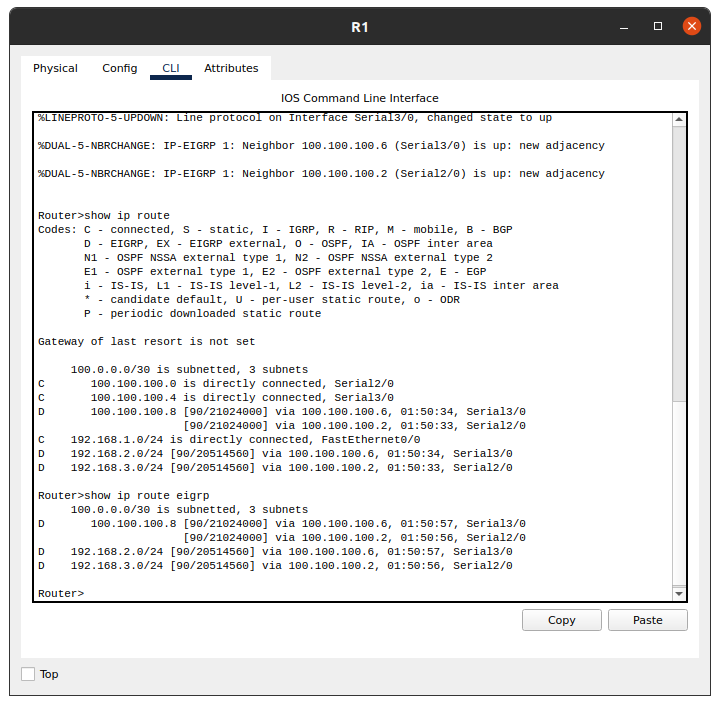 R1
Physical Config CLI Attributes
IOS Command Line Interface
%LINEPROTO-5-UPDOWN: Line protocol on Interface Serial3/0, changed state to up
%DUAL-5-NBRCHANGE: IP-EIGRP 1: Neighbor 100.100.100.6 (Serial3/0) is up: new adjacency
%DUAL-5-NBRCHANGE: IP-EIGRP 1: Neighbor 100.100.100.2 (Serial2/0) is up: new adjacency
Router>show ip route
Codes: C - connected, S - static, I - IGRP, R - RIP, M - mobile, B - BGP
       D - EIGRP, EX - EIGRP external, O - OSPF, IA - OSPF inter area
       N1 - OSPF NSSA external type 1, N2 - OSPF NSSA external type 2
       E1 - OSPF external type 1, E2 - OSPF external type 2, E - EGP
       i - IS-IS, L1 - IS-IS level-1, L2 - IS-IS level-2, ia - IS-IS inter area
       * - candidate default, U - per-user static route, o - ODR
       P - periodic downloaded static route
Gateway of last resort is not set
     100.0.0.0/30 is subnetted, 3 subnets
C       100.100.100.0 is directly connected, Serial2/0
C       100.100.100.4 is directly connected, Serial3/0
D       100.100.100.8 [90/21024000] via 100.100.100.6, 01:50:34, Serial3/0
                      [90/21024000] via 100.100.100.2, 01:50:33, Serial2/0
C    192.168.1.0/24 is directly connected, FastEthernet0/0
D    192.168.2.0/24 [90/20514560] via 100.100.100.6, 01:50:34, Serial3/0
D    192.168.3.0/24 [90/20514560] via 100.100.100.2, 01:50:33, Serial2/0
Router>show ip route eigrp
     100.0.0.0/30 is subnetted, 3 subnets
D       100.100.100.8 [90/21024000] via 100.100.100.6, 01:50:57, Serial3/0
                      [90/21024000] via 100.100.100.2, 01:50:56, Serial2/0
D    192.168.2.0/24 [90/20514560] via 100.100.100.6, 01:50:57, Serial3/0
D    192.168.3.0/24 [90/20514560] via 100.100.100.2, 01:50:56, Serial2/0
Router>
Copy Paste
Top